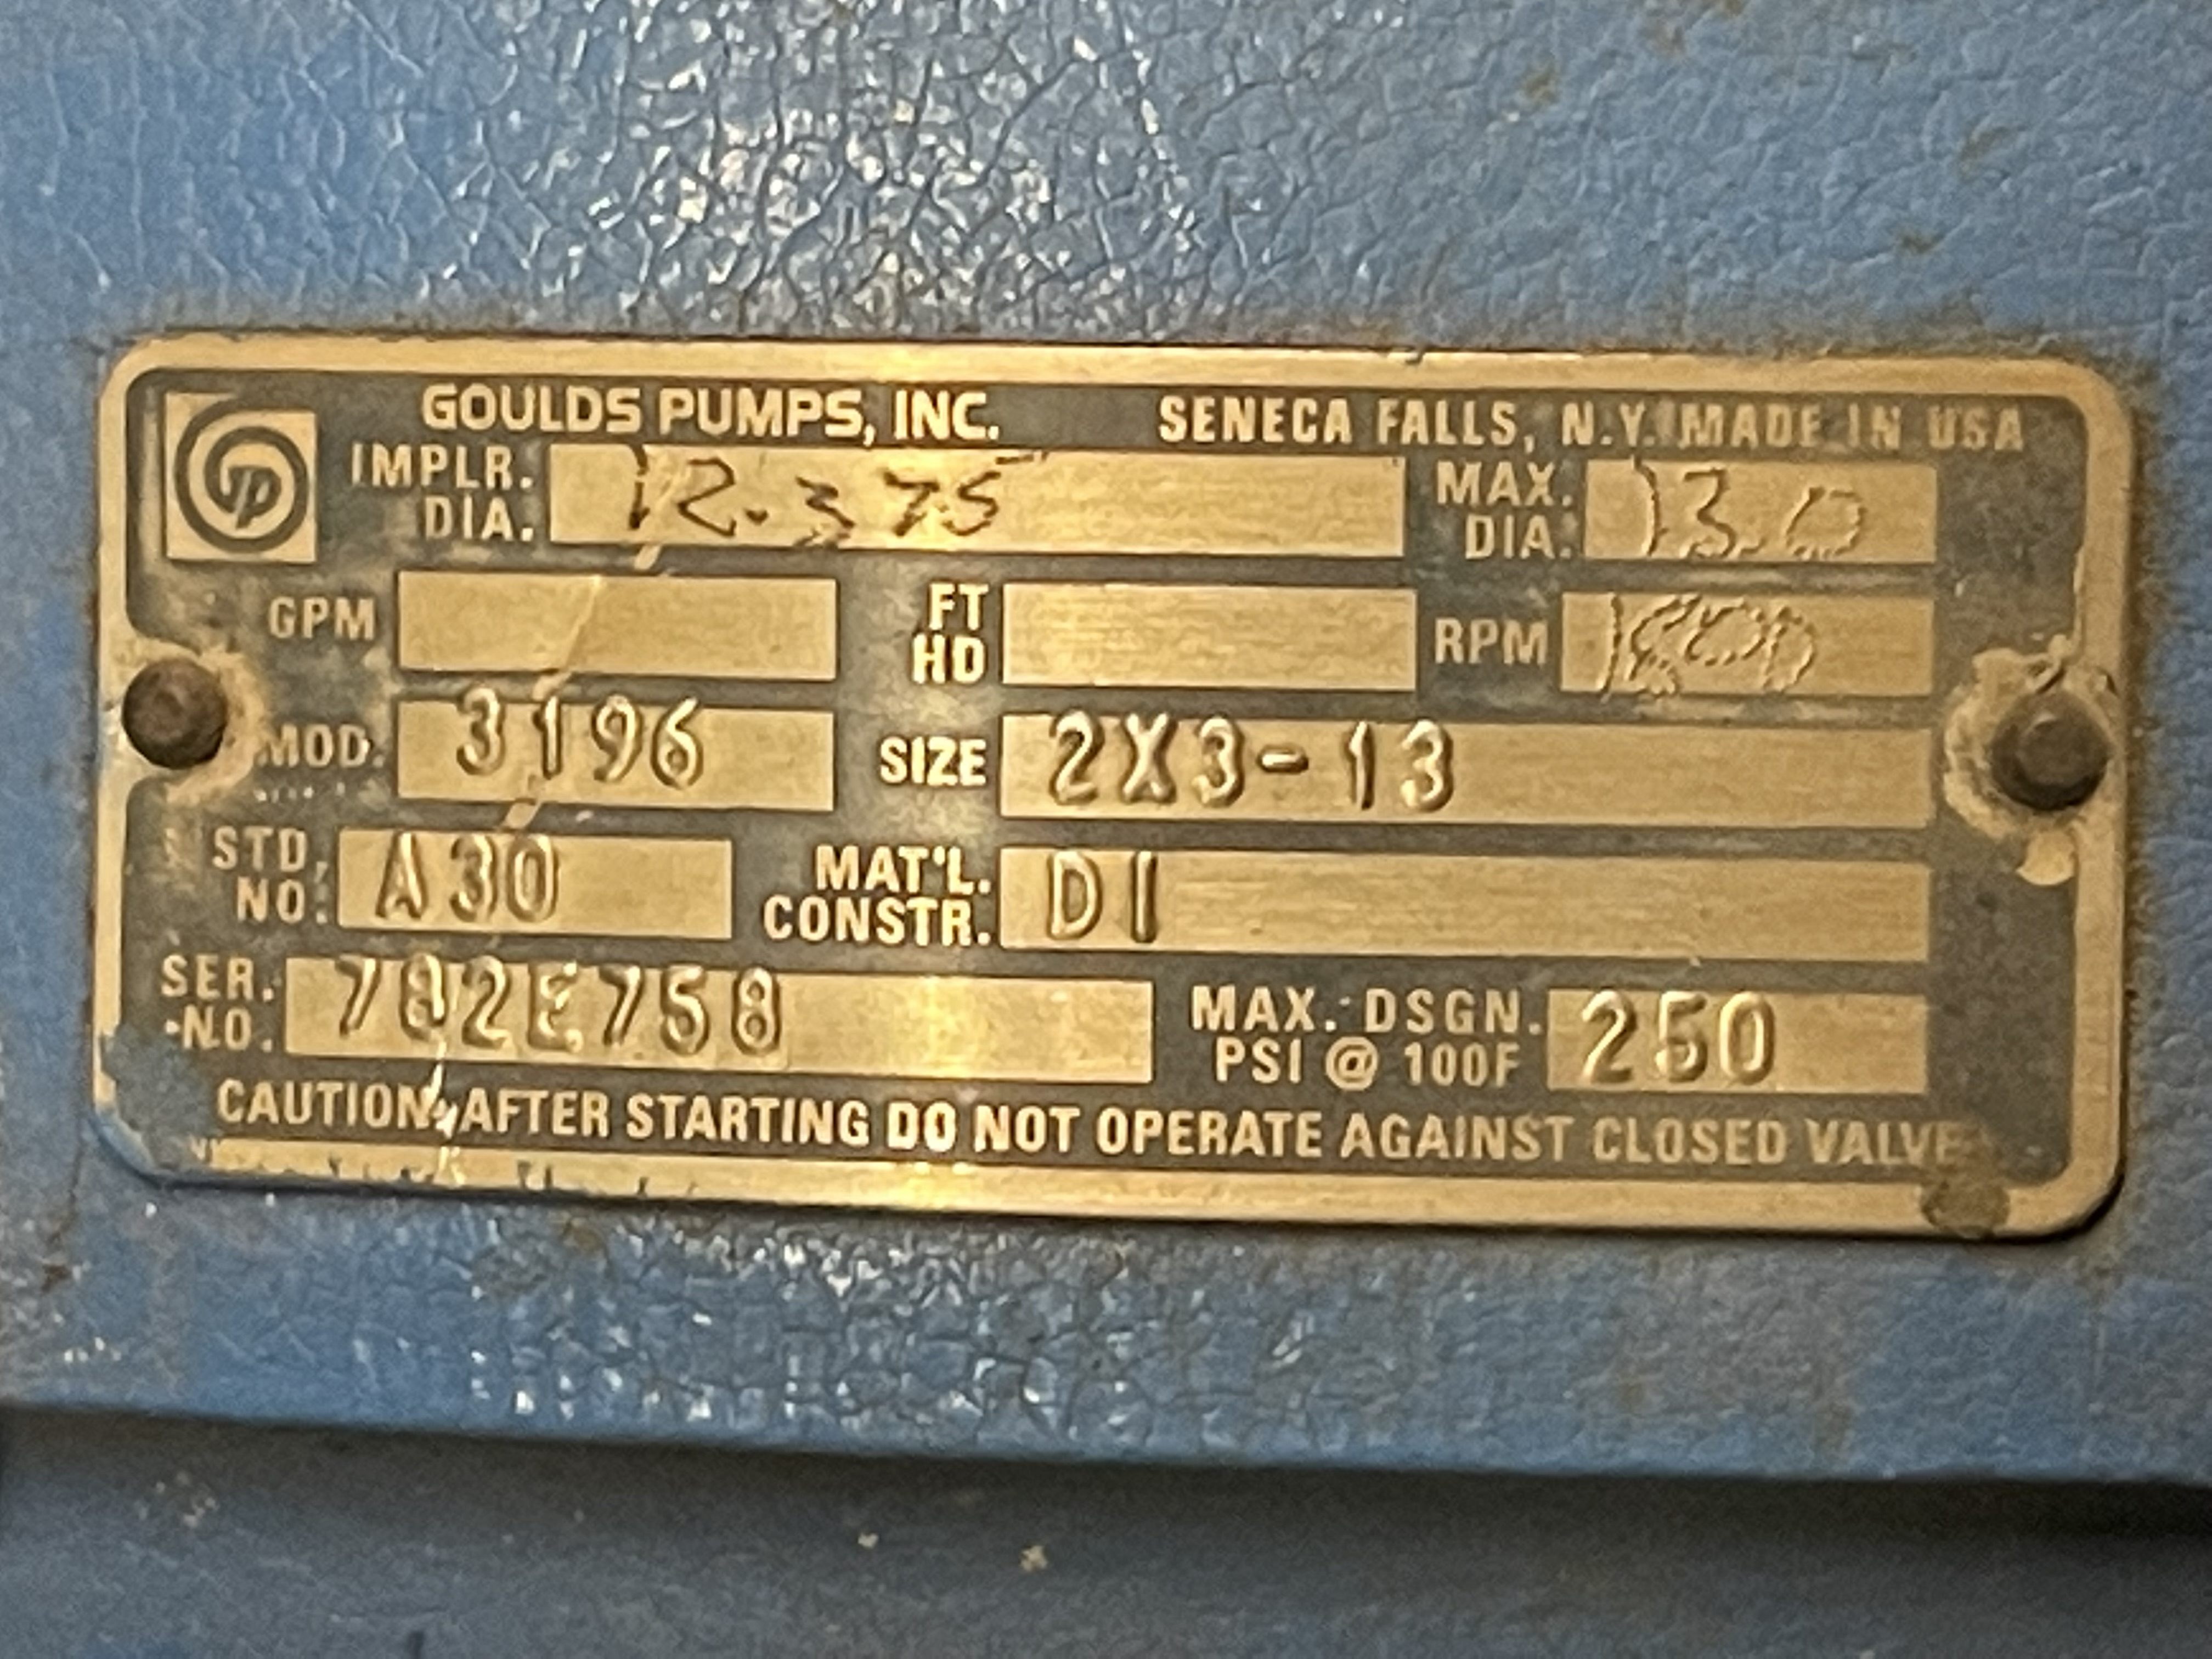 GOULDS PUMPS, INC. SENECA FALLS, N.Y. MADE IN USA
IMPLR. DIA. 12.375 MAX. DIA. 13.0
GPM FT HD RPM 1800
MOD. 3196 SIZE 2X3-13
STD. NO. A30 MAT'L. CONSTR. DI
SER. NO. 782E758 MAX. DSGN. PSI @ 100F 250
CAUTION: AFTER STARTING DO NOT OPERATE AGAINST CLOSED VALVE